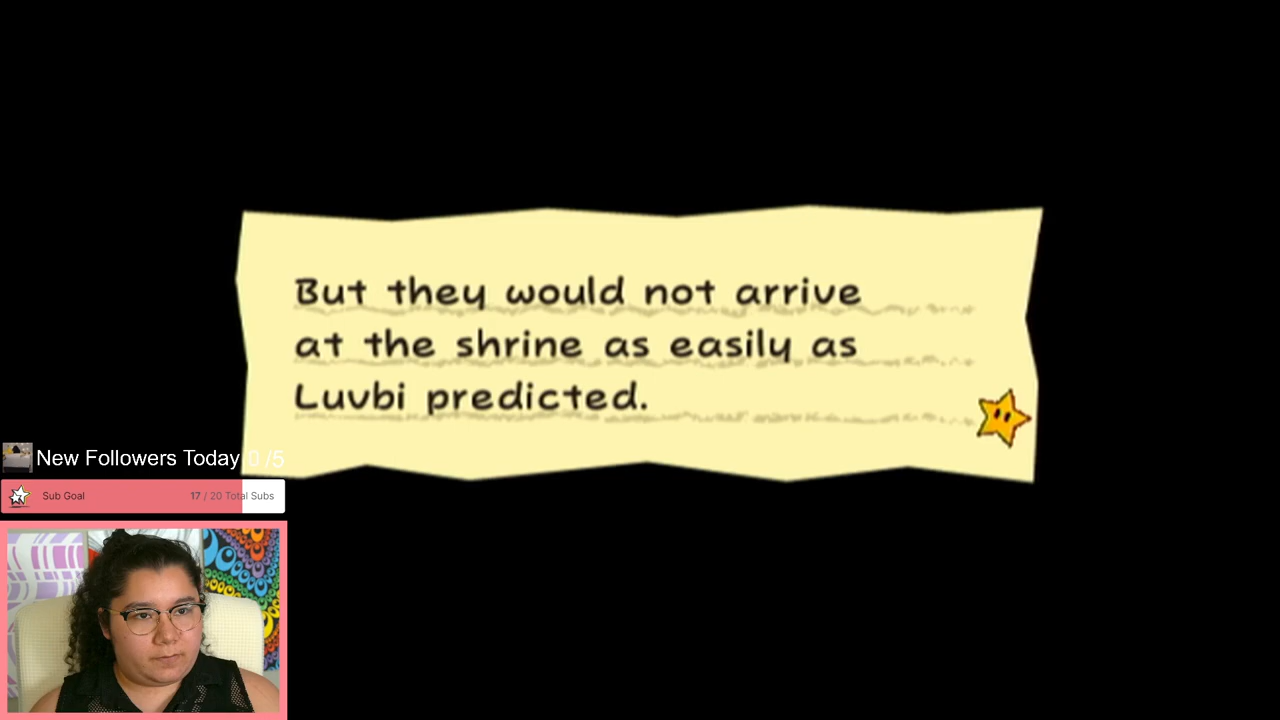 But they would not arrive
at the shrine as easily as
Luvbi predicted.
New Followers Today 0/5
Sub Goal 17 / 20 Total Subs